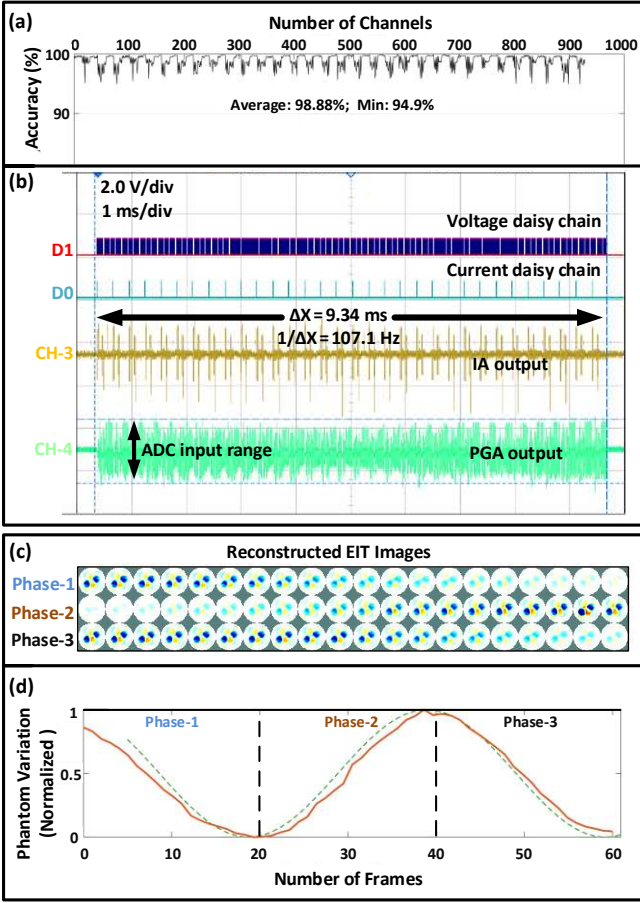 (a)
Number of Channels
0 100 200 300 400 500 600 700 800 900 1000
Accuracy (%)
100
90
Average: 98.88%; Min: 94.9%
(b)
2.0 V/div
1 ms/div
Voltage daisy chain
D1
Current daisy chain
D0
ΔX = 9.34 ms
1/ΔX = 107.1 Hz
CH-3
IA output
CH-4
ADC input range
PGA output
(c)
Reconstructed EIT Images
Phase-1
Phase-2
Phase-3
(d)
Phantom Variation
(Normalized )
1
0.5
0
Phase-1
Phase-2
Phase-3
0 10 20 30 40 50 60
Number of Frames